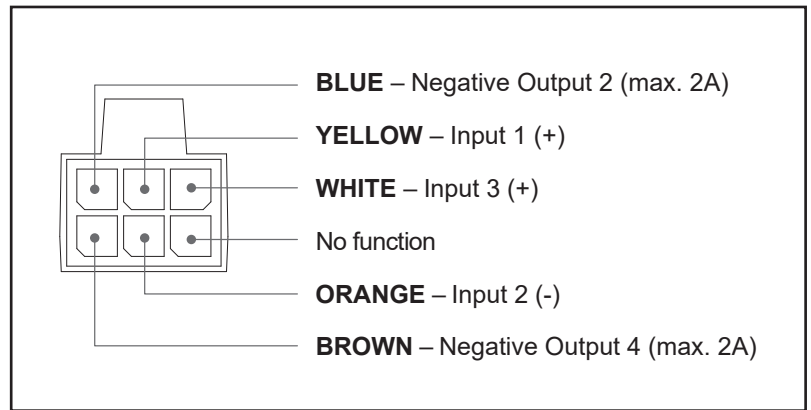 BLUE – Negative Output 2 (max. 2A)
YELLOW – Input 1 (+)
WHITE – Input 3 (+)
No function
ORANGE – Input 2 (-)
BROWN – Negative Output 4 (max. 2A)